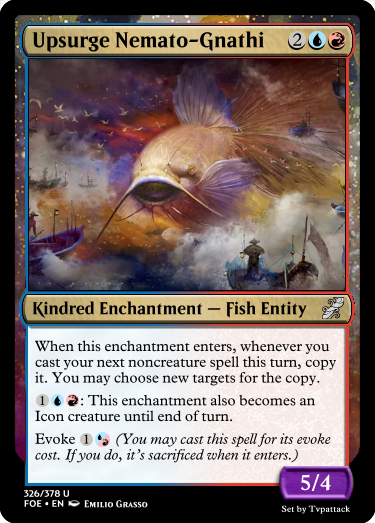 Upsurge Nemato-Gnathi 2
Kindred Enchantment — Fish Entity
When this enchantment enters, whenever you
cast your next noncreature spell this turn, copy
it. You may choose new targets for the copy.
1: This enchantment also becomes an
Icon creature until end of turn.
Evoke 1 (You may cast this spell for its evoke
cost. If you do, it's sacrificed when it enters.)
5/4
326/378 U
FOE • EN Emilio Grasso
Set by Tvpattack